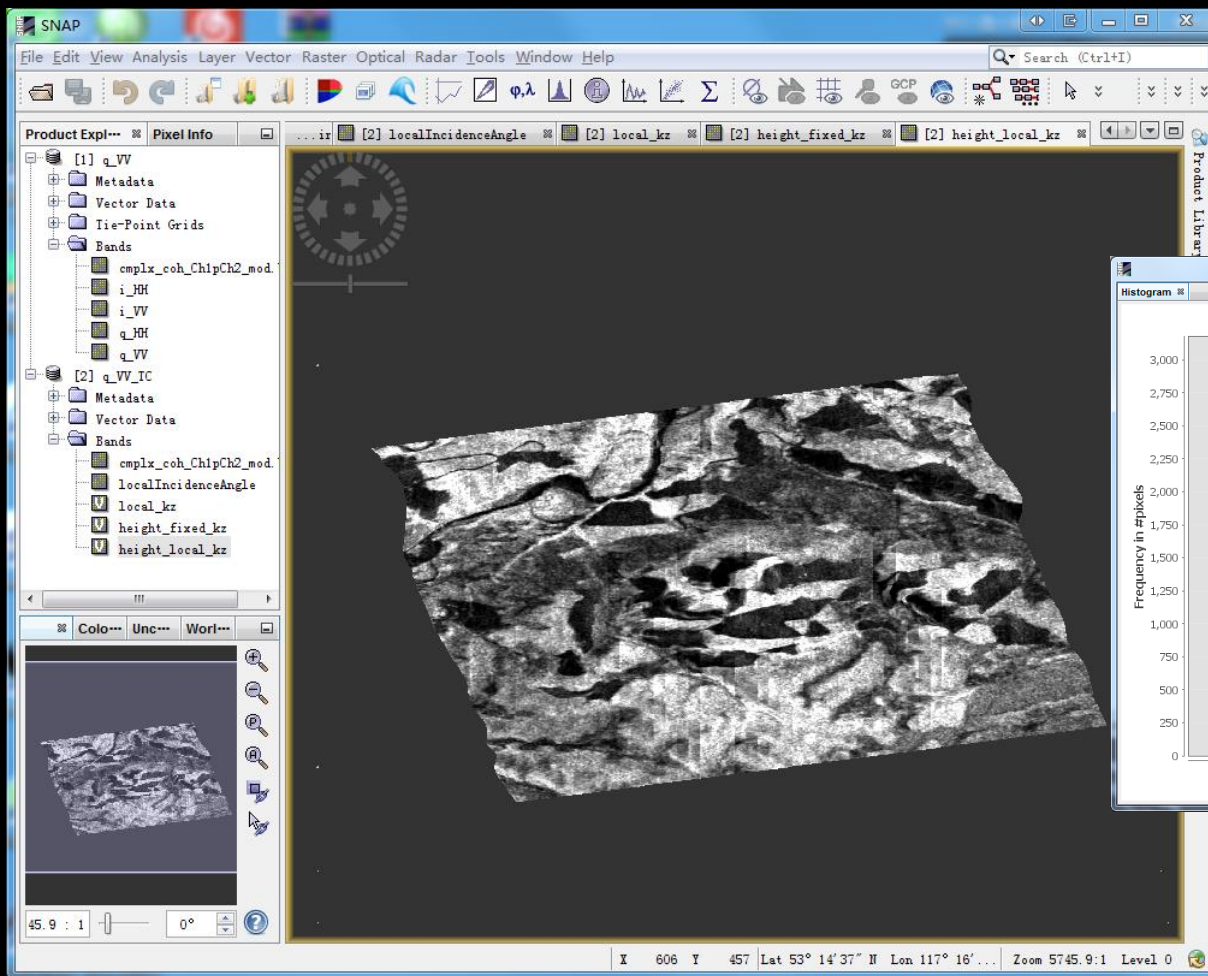 SNAP
File Edit View Analysis Layer Vector Raster Optical Radar Tools Window Help
Search (Ctrl+I)
φ,λ Σ GCP
Product Expl... Pixel Info
...ir [2] localIncidenceAngle [2] local_kz [2] height_fixed_kz [2] height_local_kz
[1] q_VV
Metadata
Vector Data
Tie-Point Grids
Bands
cmplx_coh_Ch1pCh2_mod.
i_HH
i_VV
q_HH
q_VV
[2] q_VV_TC
Metadata
Vector Data
Bands
cmplx_coh_Ch1pCh2_mod.
localIncidenceAngle
local_kz
height_fixed_kz
height_local_kz
Product Library
Histogram
Frequency in #pixels
3,000
2,750
2,500
2,250
2,000
1,750
1,500
1,250
1,000
750
500
250
0
Colo... Unc... Worl...
45.9 : 1 0°
X 606 Y 457 Lat 53° 14'37" N Lon 117° 16'... Zoom 5745.9:1 Level 0